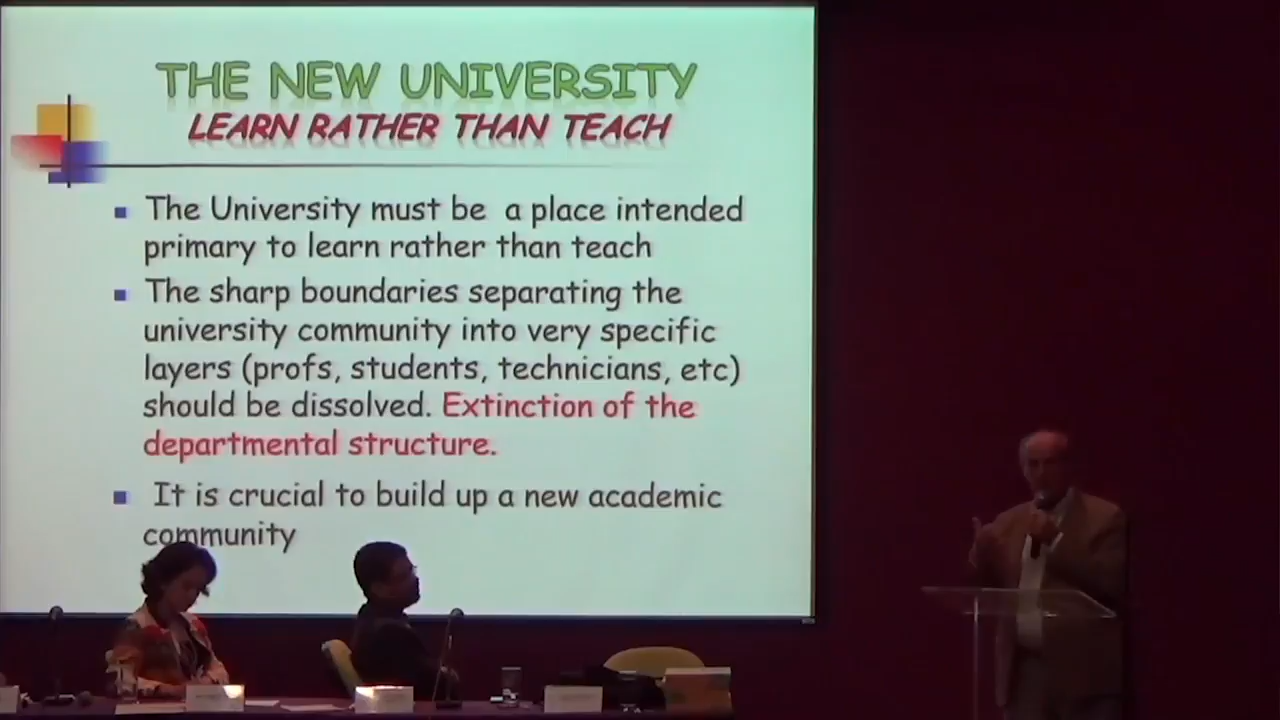 THE NEW UNIVERSITY
LEARN RATHER THAN TEACH
The University must be a place intended
primary to learn rather than teach
The sharp boundaries separating the
university community into very specific
layers (profs, students, technicians, etc)
should be dissolved. Extinction of the
departmental structure.
It is crucial to build up a new academic
community